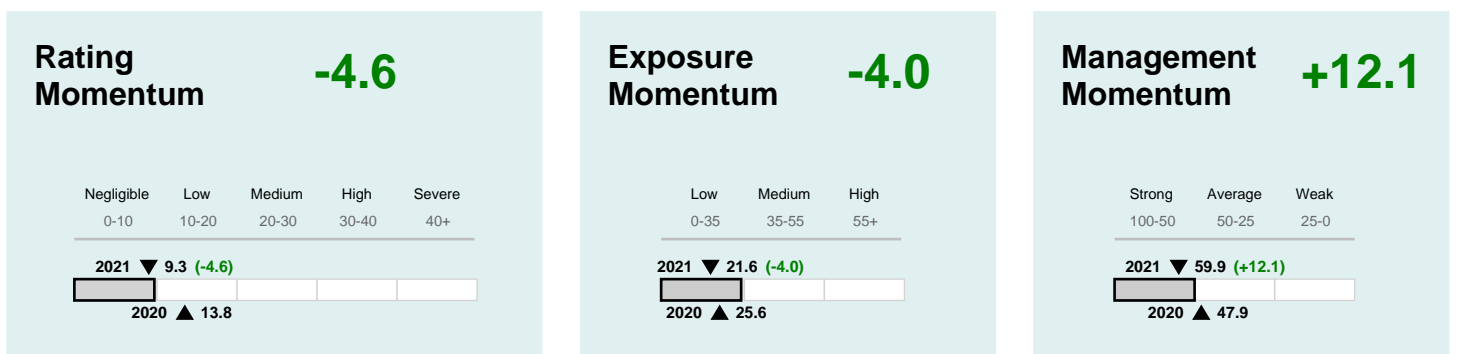 Rating
Momentum
-4.6
Negligible Low Medium High Severe
0-10 10-20 20-30 30-40 40+
2021 ▼ 9.3 (-4.6)
2020 ▲ 13.8
Exposure
Momentum
-4.0
Low Medium High
0-35 35-55 55+
2021 ▼ 21.6 (-4.0)
2020 ▲ 25.6
Management
Momentum
+12.1
Strong Average Weak
100-50 50-25 25-0
2021 ▼ 59.9 (+12.1)
2020 ▲ 47.9